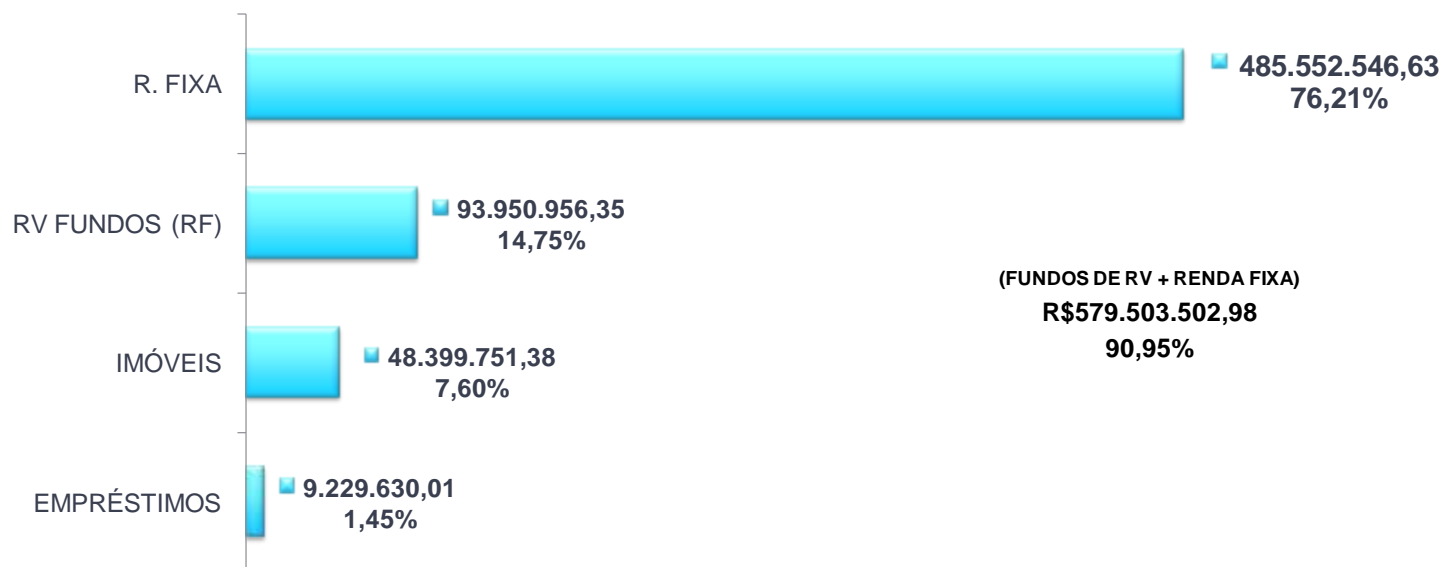 R. FIXA
485.552.546,63
76,21%
RV FUNDOS (RF)
93.950.956,35
14,75%
(FUNDOS DE RV + RENDA FIXA)
R$579.503.502,98
90,95%
IMÓVEIS
48.399.751,38
7,60%
EMPRÉSTIMOS
9.229.630,01
1,45%